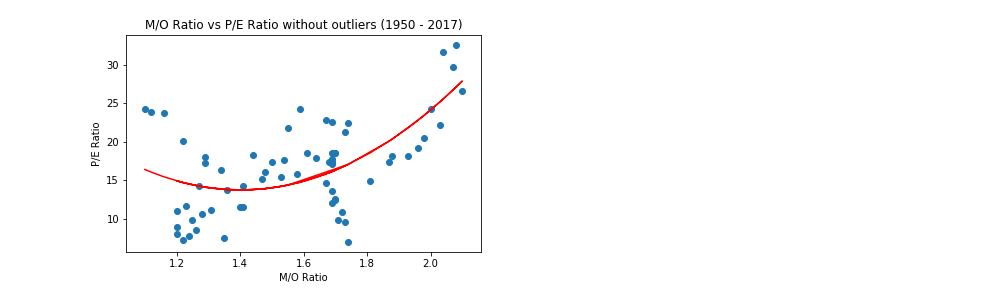 M/O Ratio vs P/E Ratio without outliers (1950 - 2017)
P/E Ratio
30
25
20
15
10
1.2 1.4 1.6 1.8 2.0
M/O Ratio